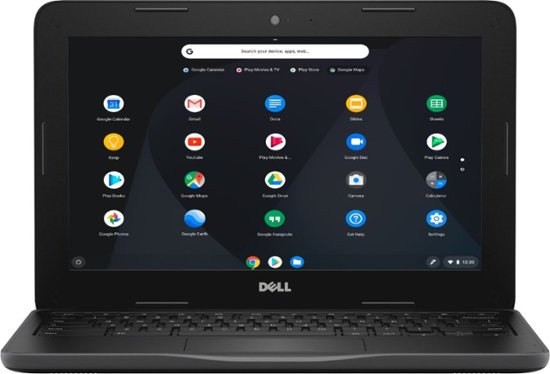 Search your device, apps, web...
Google Calendar Play Movies & TV Play Store Google Maps
Google Calendar Gmail Docs Slides Sheets
Keep YouTube Play Movies &... Google Duo Play Games
Play Books Google Maps Google Drive Camera Calculator
Google Photos Google Earth Google Hangouts Get Help Settings
12:30
DELL